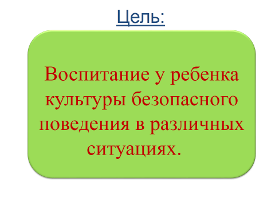 Цель:
Воспитание у ребенка
культуры безопасного
поведения в различных
ситуациях.